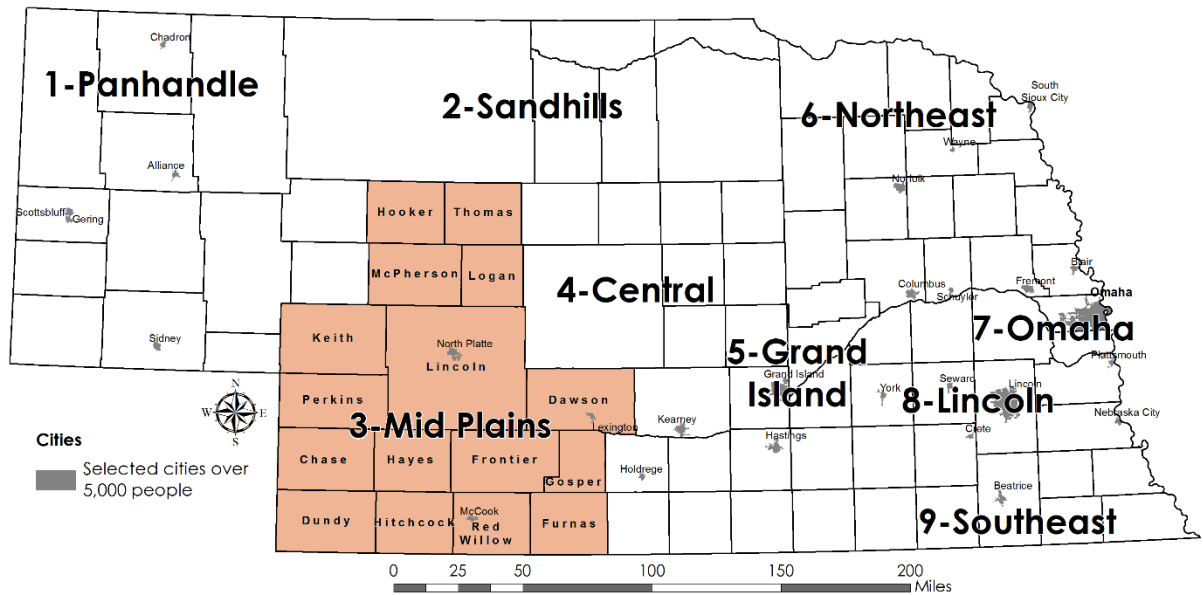 Chadron
1-Panhandle
2-Sandhills
South
Sioux City
6-Northeast
Wayne
Alliance
Norfolk
Scottsbluff
Gering
Hooker
Thomas
McPherson
Logan
4-Central
Blair
Columbus
Schuyler
Fremont
Omaha
7-Omaha
Keith
North Platte
Lincoln
Sidney
5-Grand
Island
Grand Island
Plattsmouth
York
Seward
Lincoln
8-Lincoln
Nebraska City
N
W
E
S
Perkins
Dawson
Lexington
3-Mid Plains
Kearney
Hastings
Crete
Cities
Selected cities over
5,000 people
Chase
Hayes
Frontier
Gosper
Holdrege
Beatrice
Dundy
Hitchcock
McCook
Red
Willow
Furnas
9-Southeast
0
25
50
100
150
200
Miles